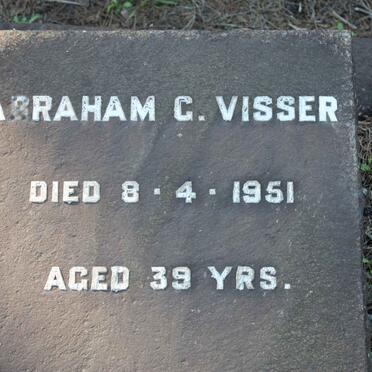 ABRAHAM G. VISSER
DIED 8 · 4 · 1951
AGED 39 YRS.